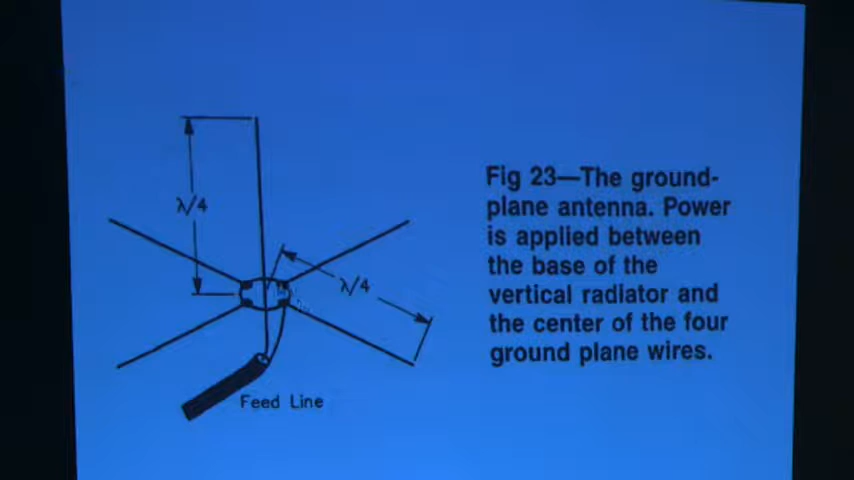 λ/4
λ/4
Feed Line
Fig 23—The ground-
plane antenna. Power
is applied between
the base of the
vertical radiator and
the center of the four
ground plane wires.